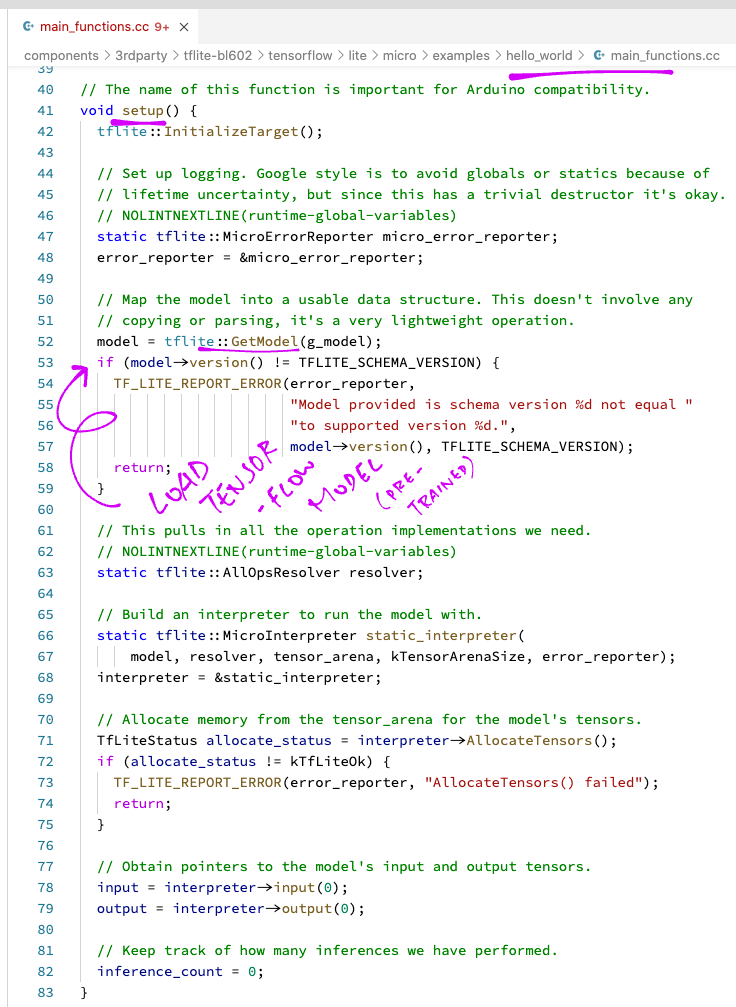 main_functions.cc 9+ ×
components > 3rdparty > tflite-bl602 > tensorflow > lite > micro > examples > hello_world > main_functions.cc
39
40 // The name of this function is important for Arduino compatibility.
41 void setup() {
42   tflite::InitializeTarget();
43
44   // Set up logging. Google style is to avoid globals or statics because of
45   // lifetime uncertainty, but since this has a trivial destructor it's okay.
46   // NOLINTNEXTLINE(runtime-global-variables)
47   static tflite::MicroErrorReporter micro_error_reporter;
48   error_reporter = &micro_error_reporter;
49
50   // Map the model into a usable data structure. This doesn't involve any
51   // copying or parsing, it's a very lightweight operation.
52   model = tflite::GetModel(g_model);
53   if (model->version() != TFLITE_SCHEMA_VERSION) {
54     TF_LITE_REPORT_ERROR(error_reporter,
55                          "Model provided is schema version %d not equal "
56                          "to supported version %d.",
57                          model->version(), TFLITE_SCHEMA_VERSION);
58     return;
59   }
LOAD TENSOR-FLOW MODEL (PRE-TRAINED)
60
61   // This pulls in all the operation implementations we need.
62   // NOLINTNEXTLINE(runtime-global-variables)
63   static tflite::AllOpsResolver resolver;
64
65   // Build an interpreter to run the model with.
66   static tflite::MicroInterpreter static_interpreter(
67       model, resolver, tensor_arena, kTensorArenaSize, error_reporter);
68   interpreter = &static_interpreter;
69
70   // Allocate memory from the tensor_arena for the model's tensors.
71   TfLiteStatus allocate_status = interpreter->AllocateTensors();
72   if (allocate_status != kTfLiteOk) {
73     TF_LITE_REPORT_ERROR(error_reporter, "AllocateTensors() failed");
74     return;
75   }
76
77   // Obtain pointers to the model's input and output tensors.
78   input = interpreter->input(0);
79   output = interpreter->output(0);
80
81   // Keep track of how many inferences we have performed.
82   inference_count = 0;
83 }